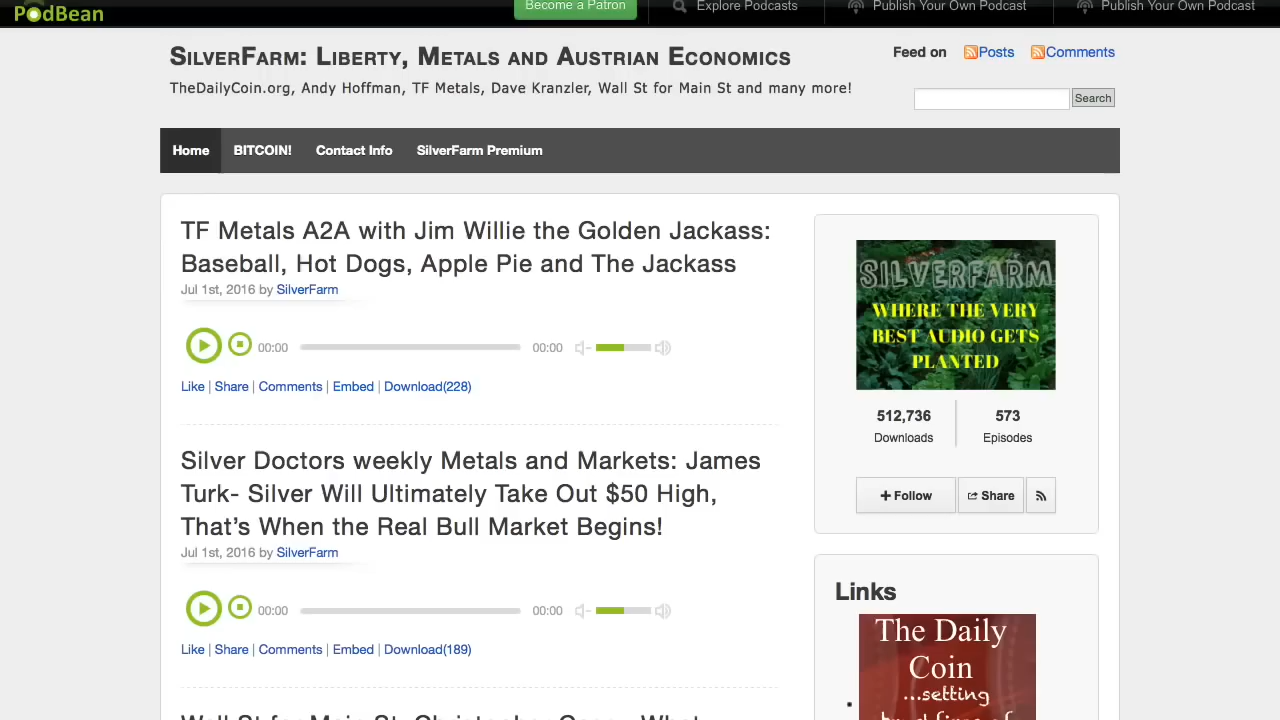 PodBean
Become a Patron
Explore Podcasts
Publish Your Own Podcast
Publish Your Own Podcast
SilverFarm: Liberty, Metals and Austrian Economics
Feed on Posts Comments
TheDailyCoin.org, Andy Hoffman, TF Metals, Dave Kranzler, Wall St for Main St and many more!
Search
Home BITCOIN! Contact Info SilverFarm Premium
TF Metals A2A with Jim Willie the Golden Jackass:
Baseball, Hot Dogs, Apple Pie and The Jackass
Jul 1st, 2016 by SilverFarm
00:00 00:00
Like | Share | Comments | Embed | Download(228)
Silver Doctors weekly Metals and Markets: James
Turk- Silver Will Ultimately Take Out $50 High,
That’s When the Real Bull Market Begins!
Jul 1st, 2016 by SilverFarm
00:00 00:00
Like | Share | Comments | Embed | Download(189)
SILVERFARM
WHERE THE VERY
BEST AUDIO GETS
PLANTED
512,736 573
Downloads Episodes
Follow Share
Links
The Daily
Coin
...setting